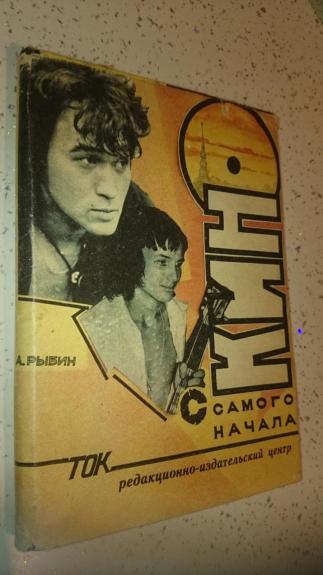 КИНО
А. РЫБИН
С САМОГО
НАЧАЛА
ТОК
редакционно-издательский центр